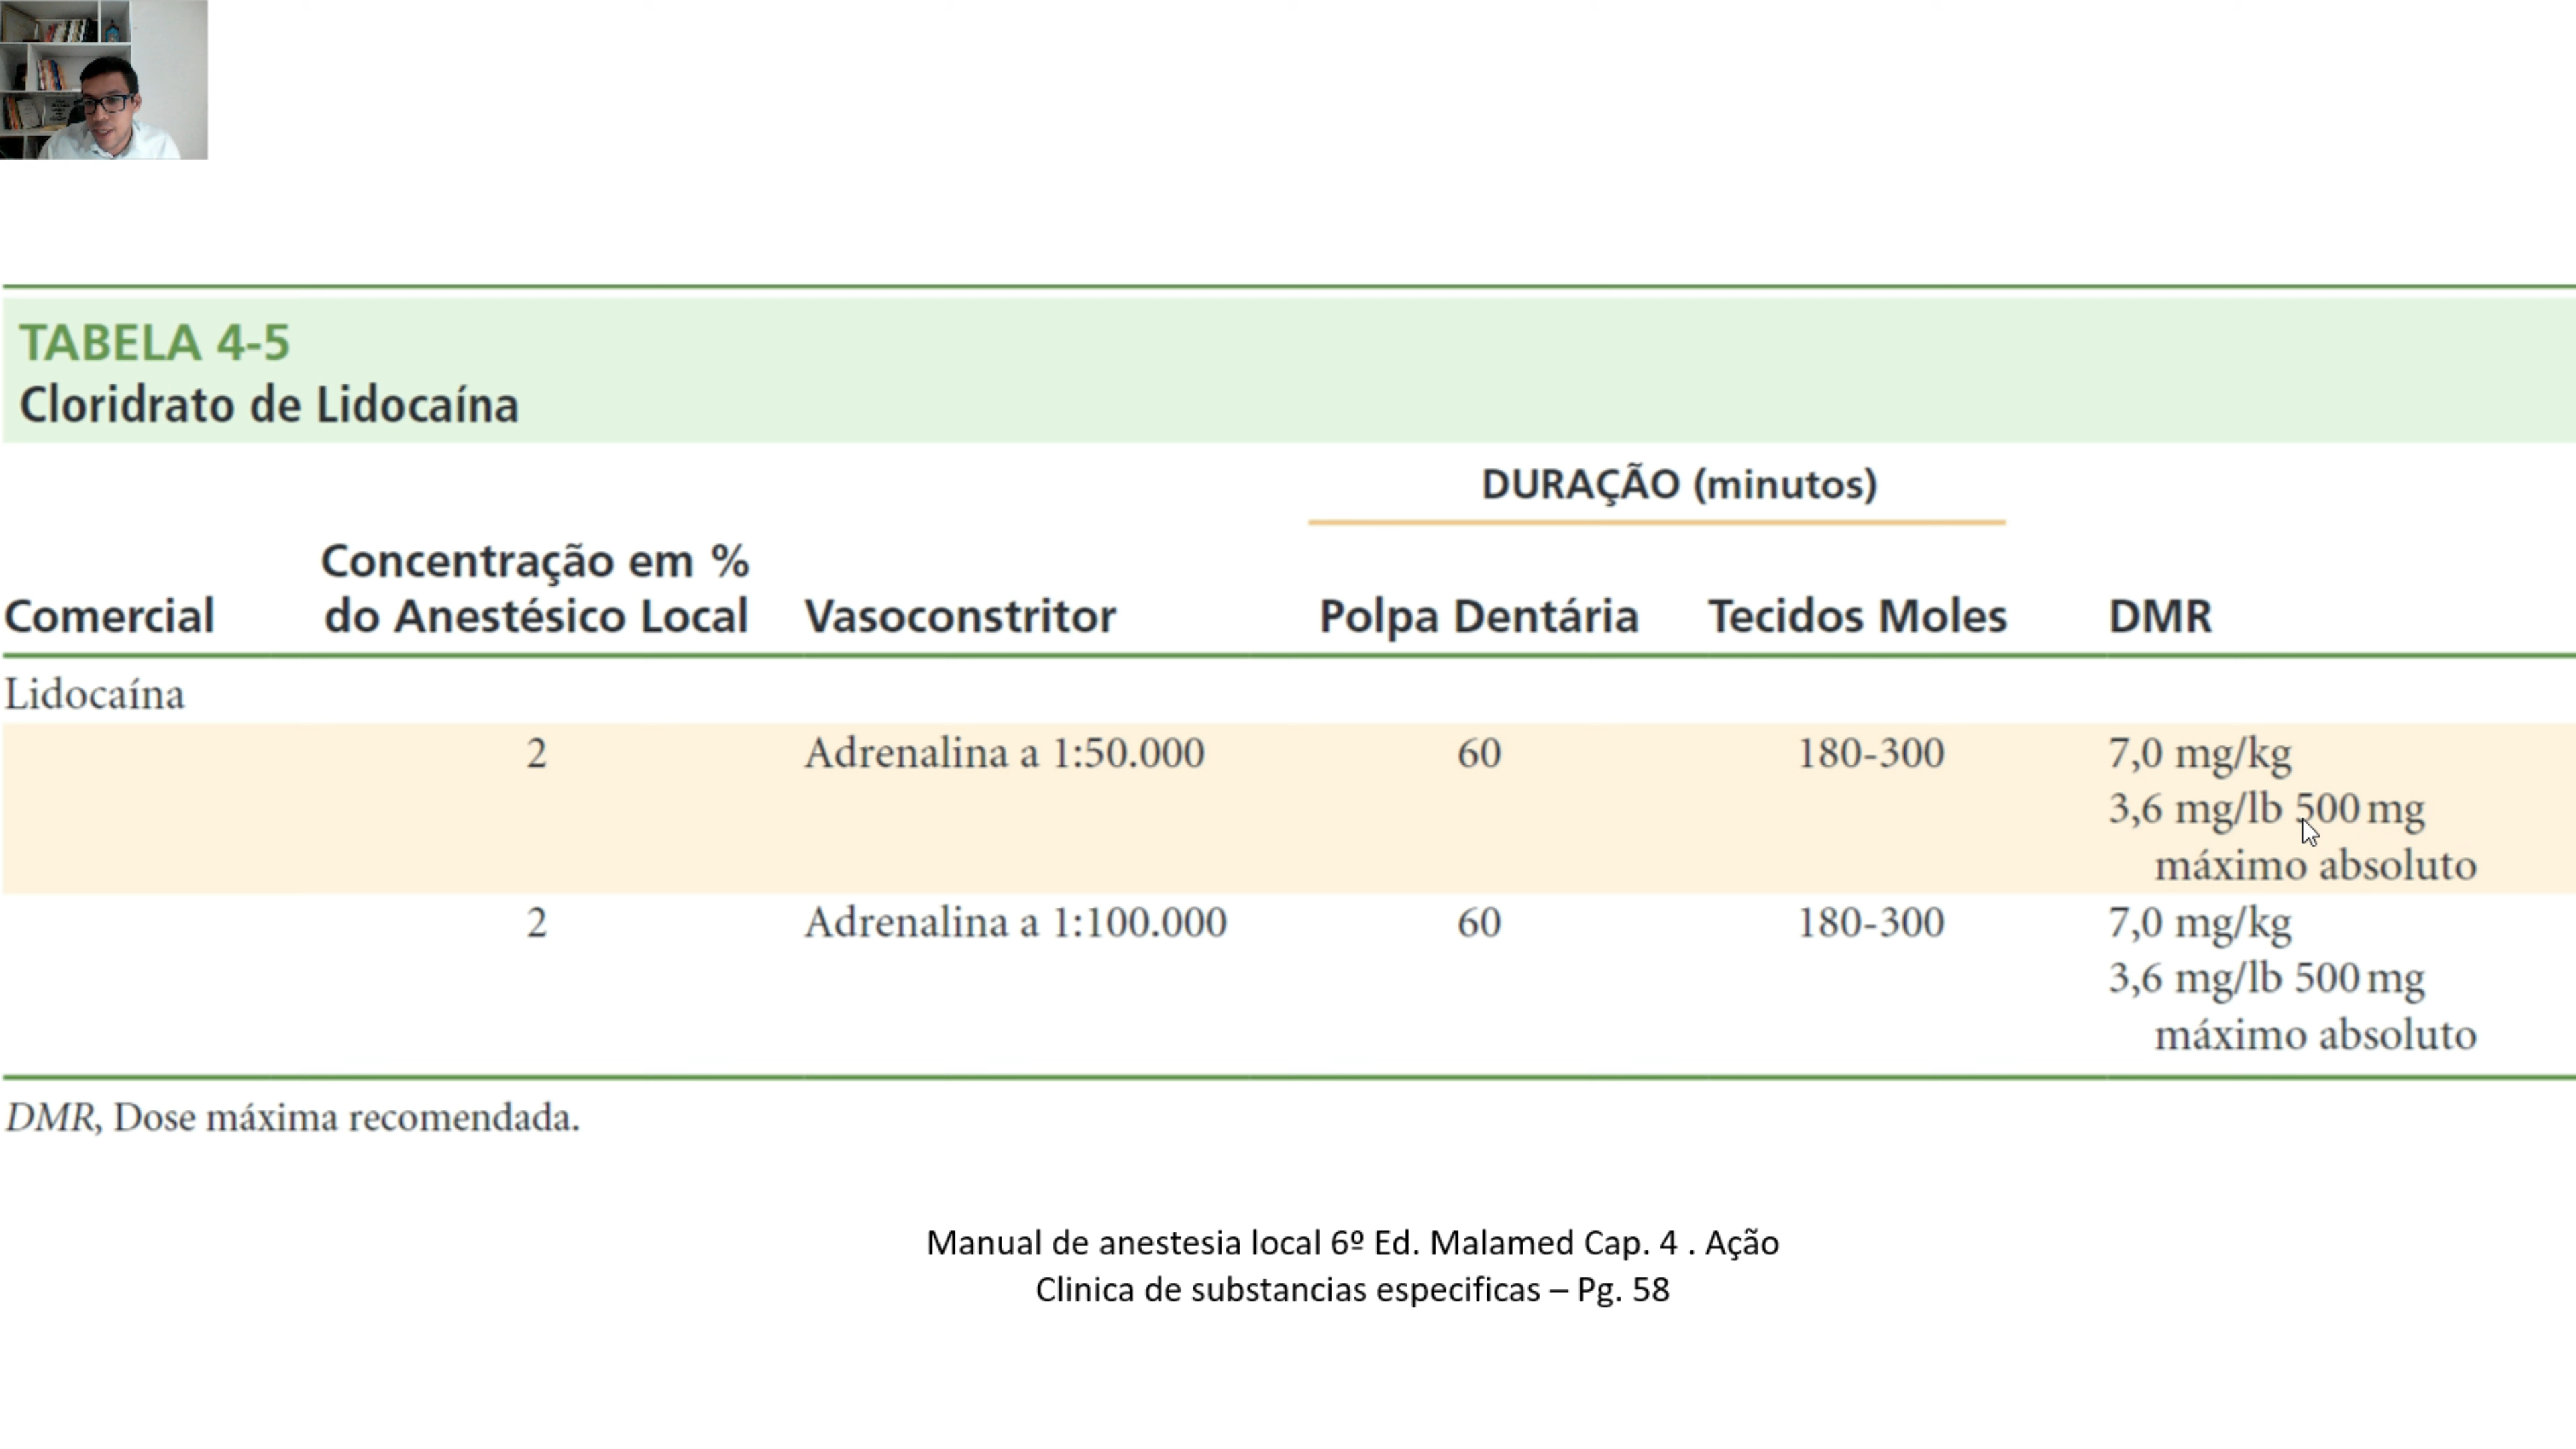 TABELA 4-5
Cloridrato de Lidocaína
DURAÇÃO (minutos)
Concentração em %
Comercial do Anestésico Local Vasoconstritor Polpa Dentária Tecidos Moles DMR
Lidocaína
2 Adrenalina a 1:50.000 60 180-300 7,0 mg/kg
3,6 mg/lb 500 mg
máximo absoluto
2 Adrenalina a 1:100.000 60 180-300 7,0 mg/kg
3,6 mg/lb 500 mg
máximo absoluto
DMR, Dose máxima recomendada.
Manual de anestesia local 6º Ed. Malamed Cap. 4 . Ação
Clinica de substancias especificas – Pg. 58